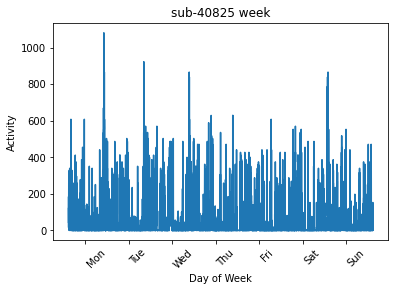 sub-40825 week
Activity
1000
800
600
400
200
0
Mon
Tue
Wed
Thu
Fri
Sat
Sun
Day of Week